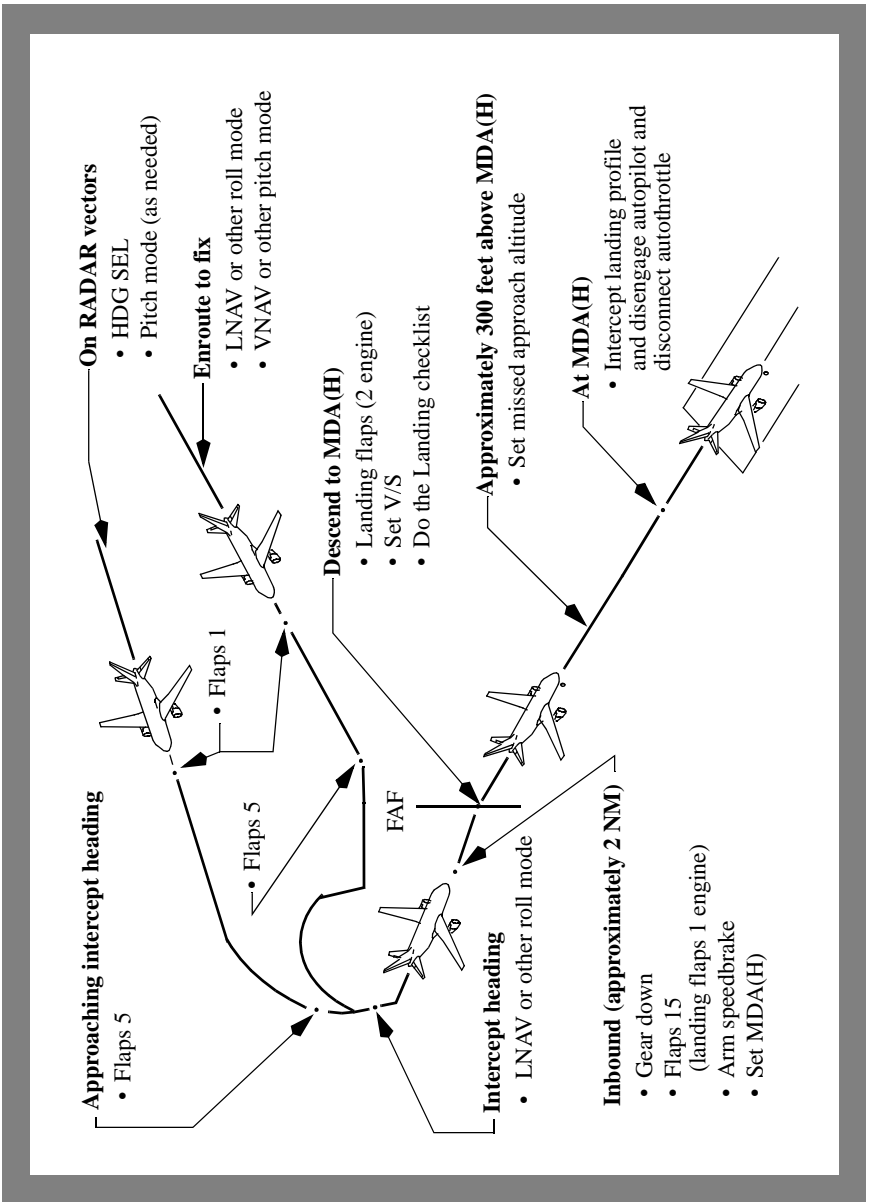 On RADAR vectors
• HDG SEL
• Pitch mode (as needed)
Enroute to fix
• LNAV or other roll mode
• VNAV or other pitch mode
Approaching intercept heading
• Flaps 5
• Flaps 1
• Flaps 5
Intercept heading
• LNAV or other roll mode
Inbound (approximately 2 NM)
• Gear down
• Flaps 15
(landing flaps 1 engine)
• Arm speedbrake
• Set MDA(H)
FAF
Descend to MDA(H)
• Landing flaps (2 engine)
• Set V/S
• Do the Landing checklist
Approximately 300 feet above MDA(H)
• Set missed approach altitude
At MDA(H)
• Intercept landing profile
and disengage autopilot and
disconnect autothrottle